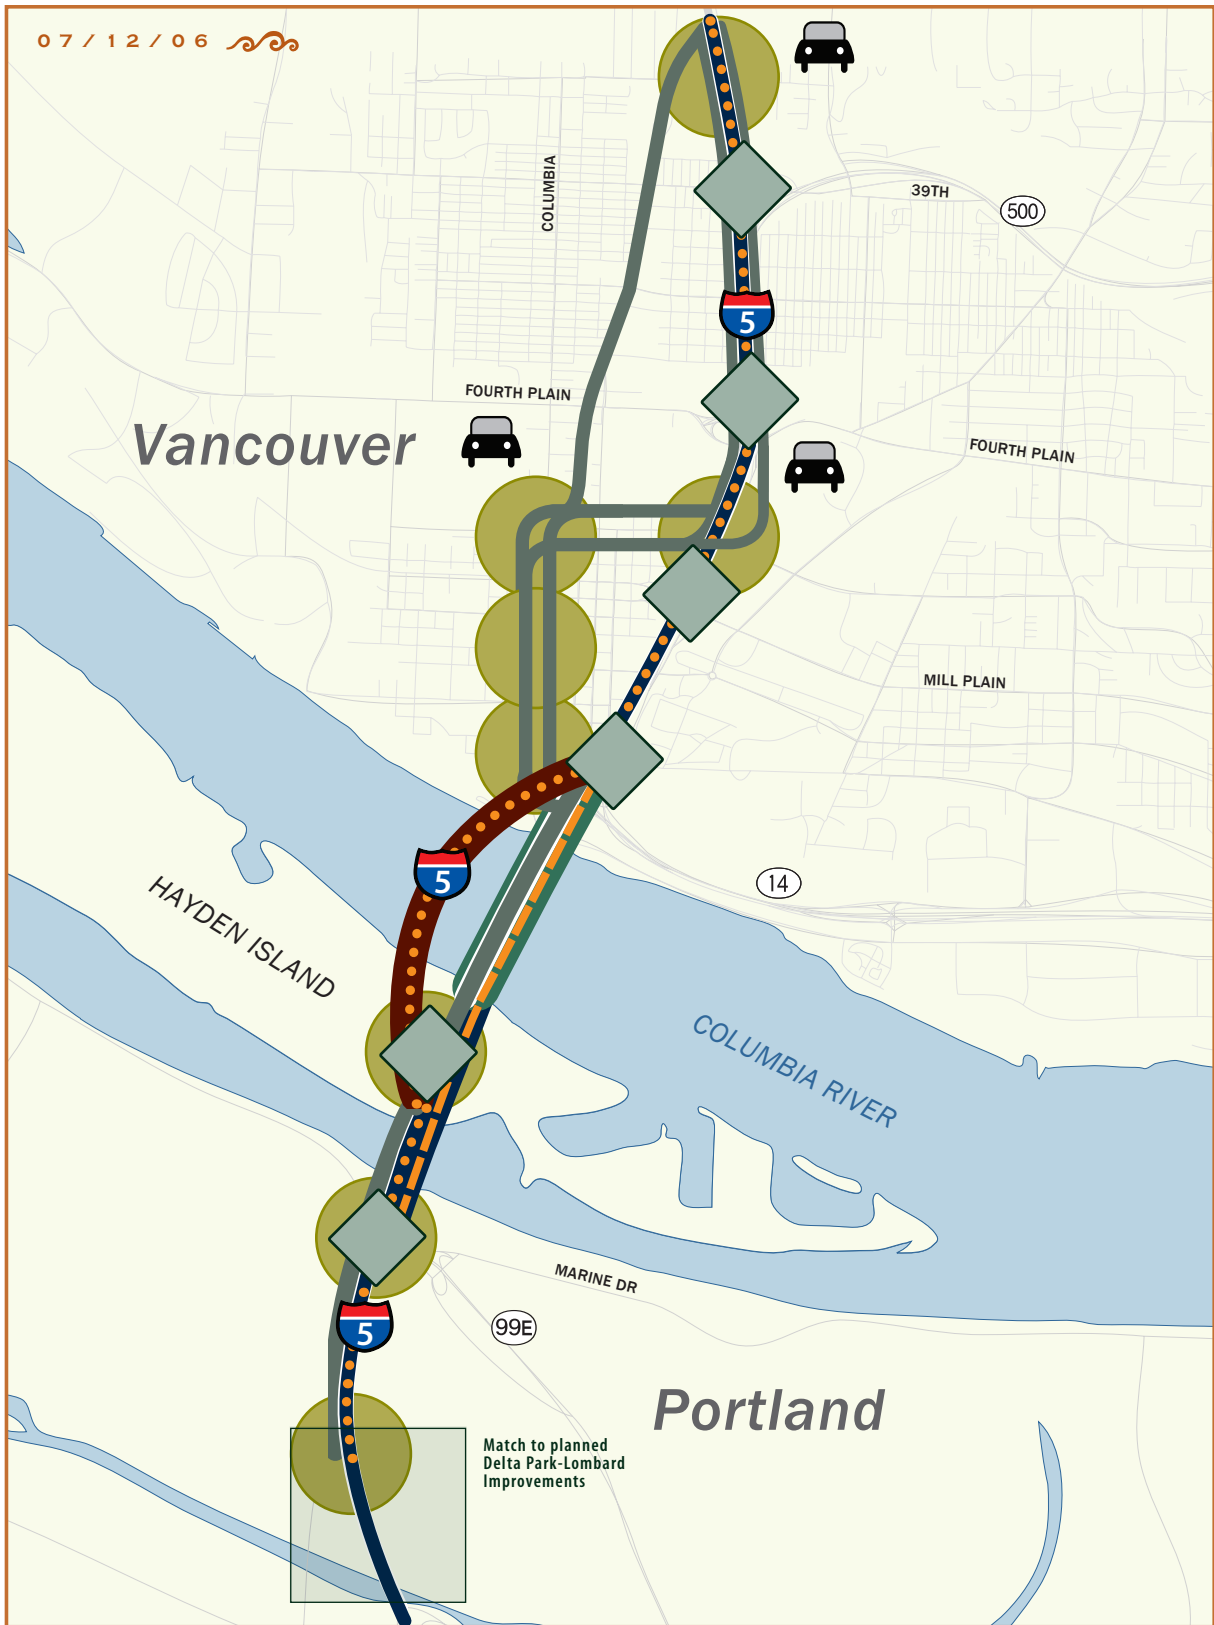 07/12/06
COLUMBIA
39TH
500
5
FOURTH PLAIN
Vancouver
FOURTH PLAIN
MILL PLAIN
5
14
HAYDEN ISLAND
COLUMBIA RIVER
MARINE DR
5
99E
Portland
Match to planned
Delta Park-Lombard
Improvements